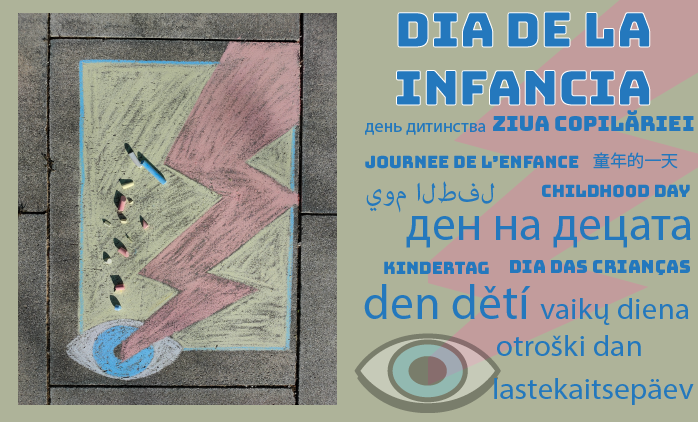 DIA DE LA
INFANCIA
день дитинства ZIUA COPILĂRIEI
JOURNEE DE L'ENFANCE 童年的一天
يوم الطفل CHILDHOOD DAY
ден на децата
KINDERTAG DIA DAS CRIANÇAS
den dětí vaikų diena
otroški dan
lastekaitsepäev